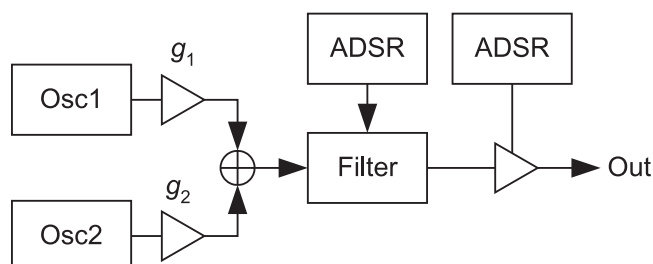 g1
ADSR
ADSR
Osc1
Filter
Out
g2
Osc2